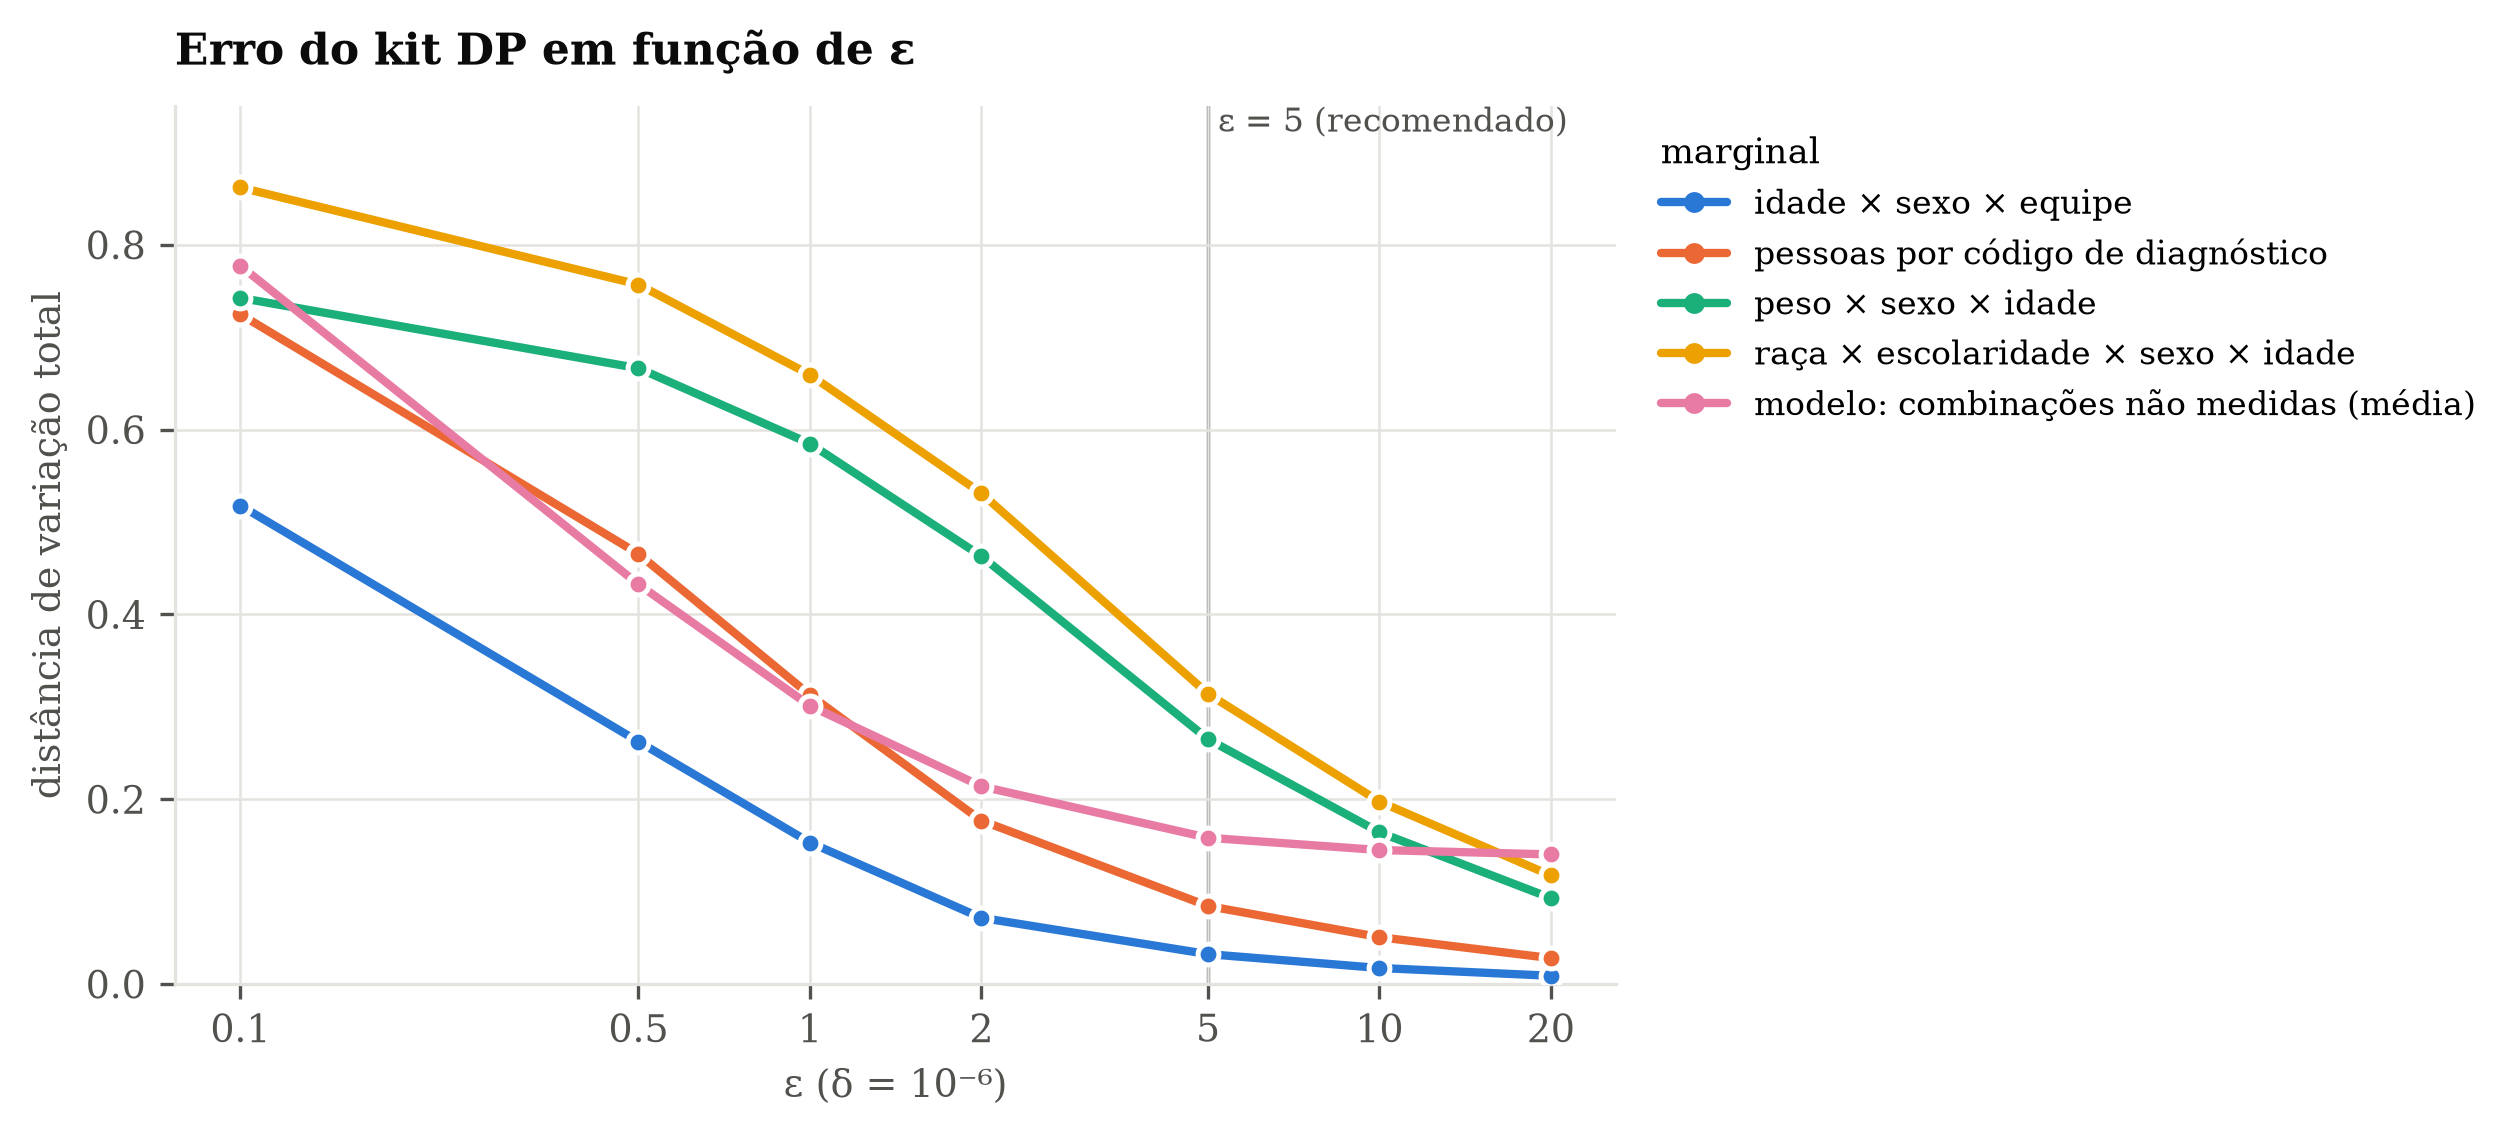 Erro do kit DP em função de ε
ε = 5 (recomendado)
marginal
idade × sexo × equipe
pessoas por código de diagnóstico
peso × sexo × idade
raça × escolaridade × sexo × idade
modelo: combinações não medidas (média)
distância de variação total
0.8
0.6
0.4
0.2
0.0
0.1 0.5 1 2 5 10 20
ε (δ = 10⁻⁶)